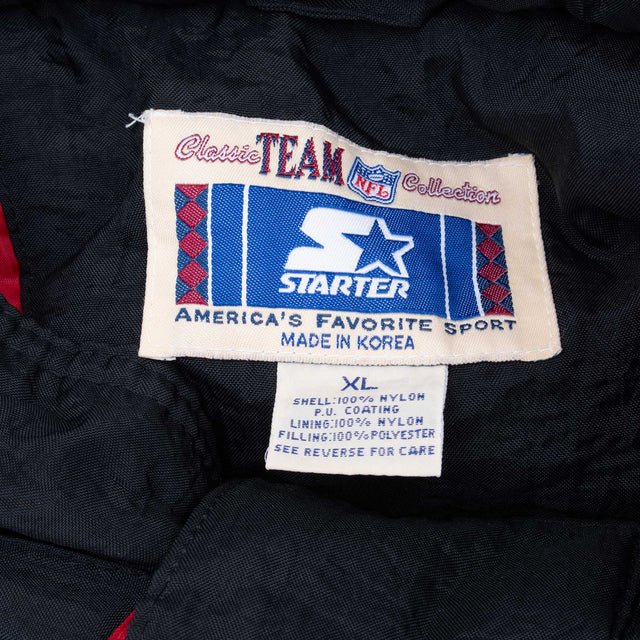 Classic TEAM NFL Collection
STARTER
AMERICA'S FAVORITE SPORT
MADE IN KOREA
XL
SHELL:100% NYLON
P.U. COATING
LINING:100% NYLON
FILLING:100% POLYESTER
SEE REVERSE FOR CARE